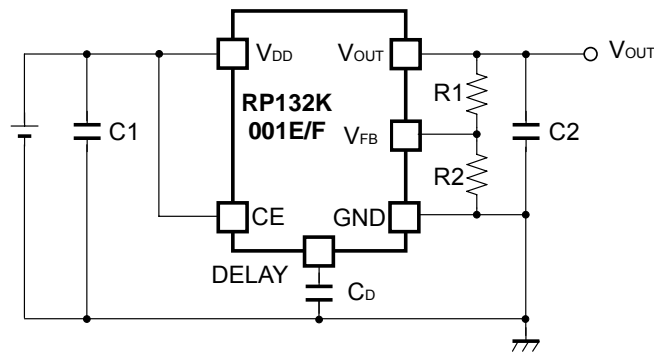 VDD
VOUT
VOUT
RP132K
001E/F
R1
C1
VFB
C2
R2
CE
GND
DELAY
CD